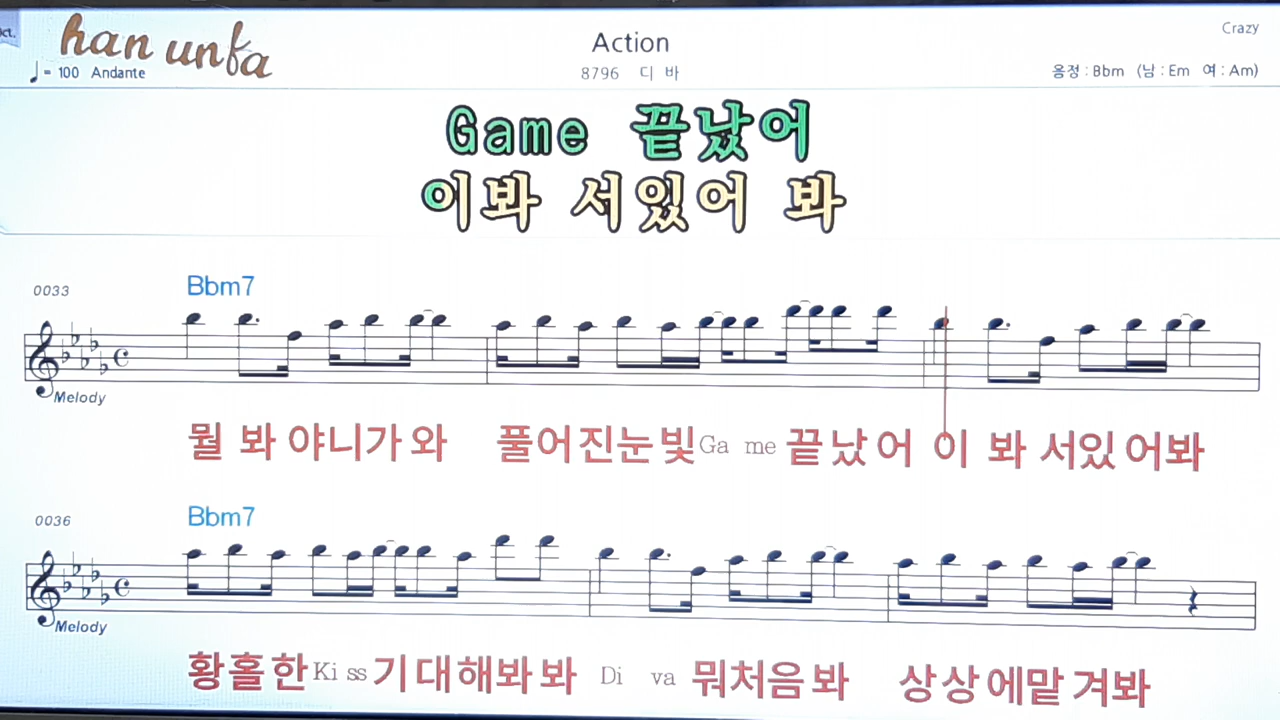 ct.
han unfa
Action
Crazy
♩= 100 Andante
8796 디 바
음정 : Bbm (남 : Em 여 : Am)
Game 끝났어
이봐 서있어 봐
0033
Bbm7
Melody
뭘 봐 야니가 와 풀어진눈빛Ga me 끝났어 이 봐 서있 어봐
0036
Bbm7
Melody
황홀한Ki ss기대해봐봐 Di va 뭐처음봐 상상에맡겨봐